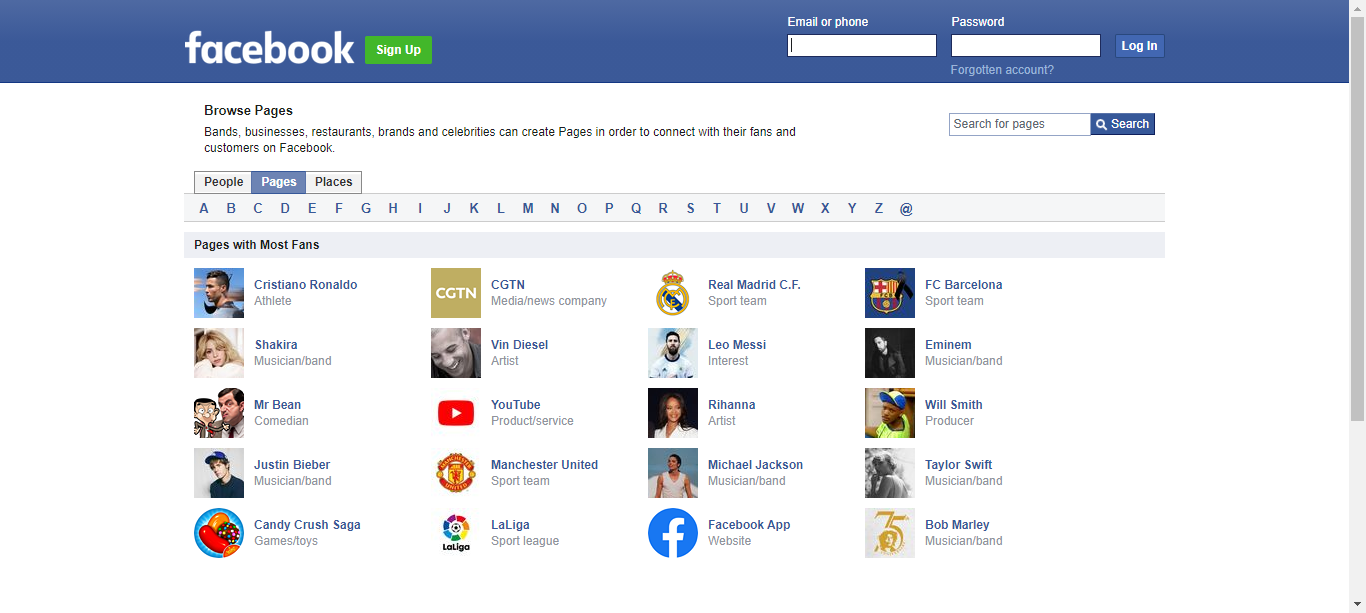 facebook
Sign Up
Email or phone
Password
Log In
Forgotten account?
Browse Pages
Bands, businesses, restaurants, brands and celebrities can create Pages in order to connect with their fans and
customers on Facebook.
Search for pages
Search
People Pages Places
A B C D E F G H I J K L M N O P Q R S T U V W X Y Z @
Pages with Most Fans
Cristiano Ronaldo
Athlete
CGTN
CGTN
Media/news company
Real Madrid C.F.
Sport team
FC Barcelona
Sport team
Shakira
Musician/band
Vin Diesel
Artist
Leo Messi
Interest
Eminem
Musician/band
Mr Bean
Comedian
YouTube
Product/service
Rihanna
Artist
Will Smith
Producer
Justin Bieber
Musician/band
MANCHESTER
UNITED
Manchester United
Sport team
Michael Jackson
Musician/band
Taylor Swift
Musician/band
Candy Crush Saga
Games/toys
LaLiga
LaLiga
Sport league
Facebook App
Website
75
Bob Marley
Musician/band